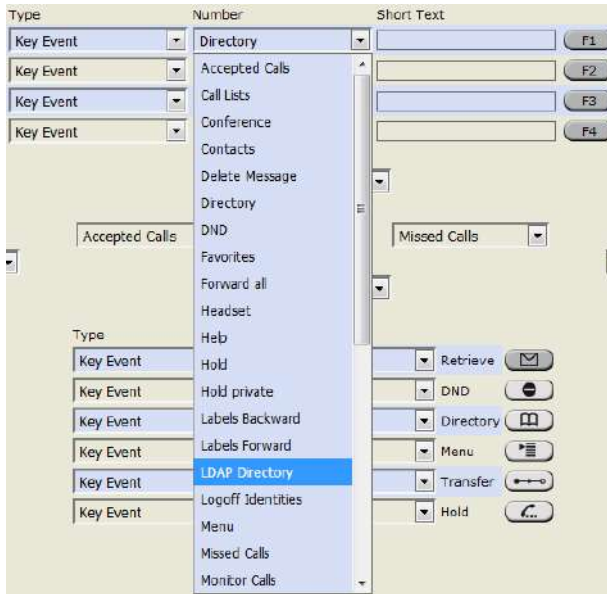 Type Number Short Text
Key Event Directory F1
Key Event F2
Key Event F3
Key Event F4
Accepted Calls
Call Lists
Conference
Contacts
Delete Message
Directory
DND
Favorites
Forward all
Headset
Help
Hold
Hold private
Labels Backward
Labels Forward
LDAP Directory
Logoff Identities
Menu
Missed Calls
Monitor Calls
Accepted Calls Missed Calls
Type
Key Event Retrieve
Key Event DND
Key Event Directory
Key Event Menu
Key Event Transfer
Key Event Hold